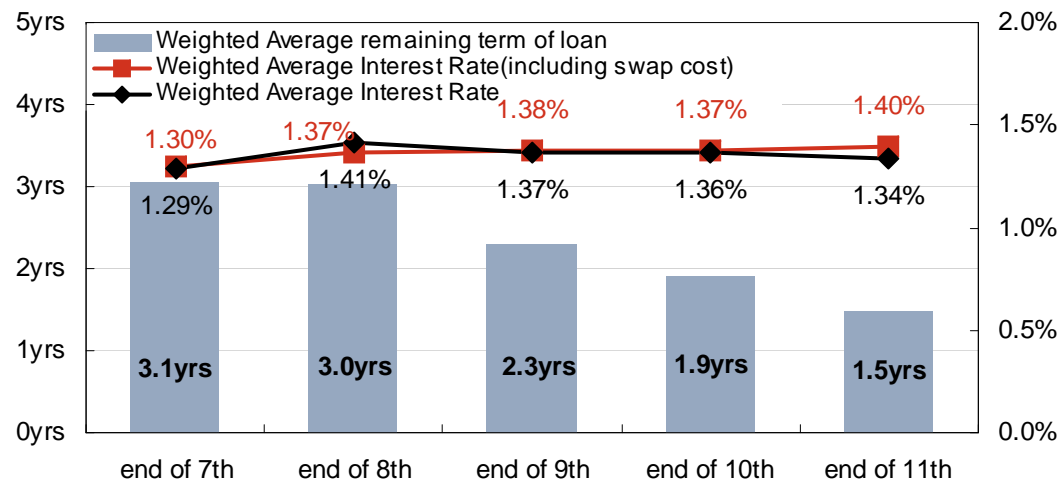 5yrs
2.0%
Weighted Average remaining term of loan
Weighted Average Interest Rate(including swap cost)
Weighted Average Interest Rate
4yrs
1.5%
1.30%
1.37%
1.38%
1.37%
1.40%
3yrs
1.29%
1.41%
1.37%
1.36%
1.34%
1.0%
2yrs
0.5%
1yrs
3.1yrs
3.0yrs
2.3yrs
1.9yrs
1.5yrs
0yrs
0.0%
end of 7th
end of 8th
end of 9th
end of 10th
end of 11th